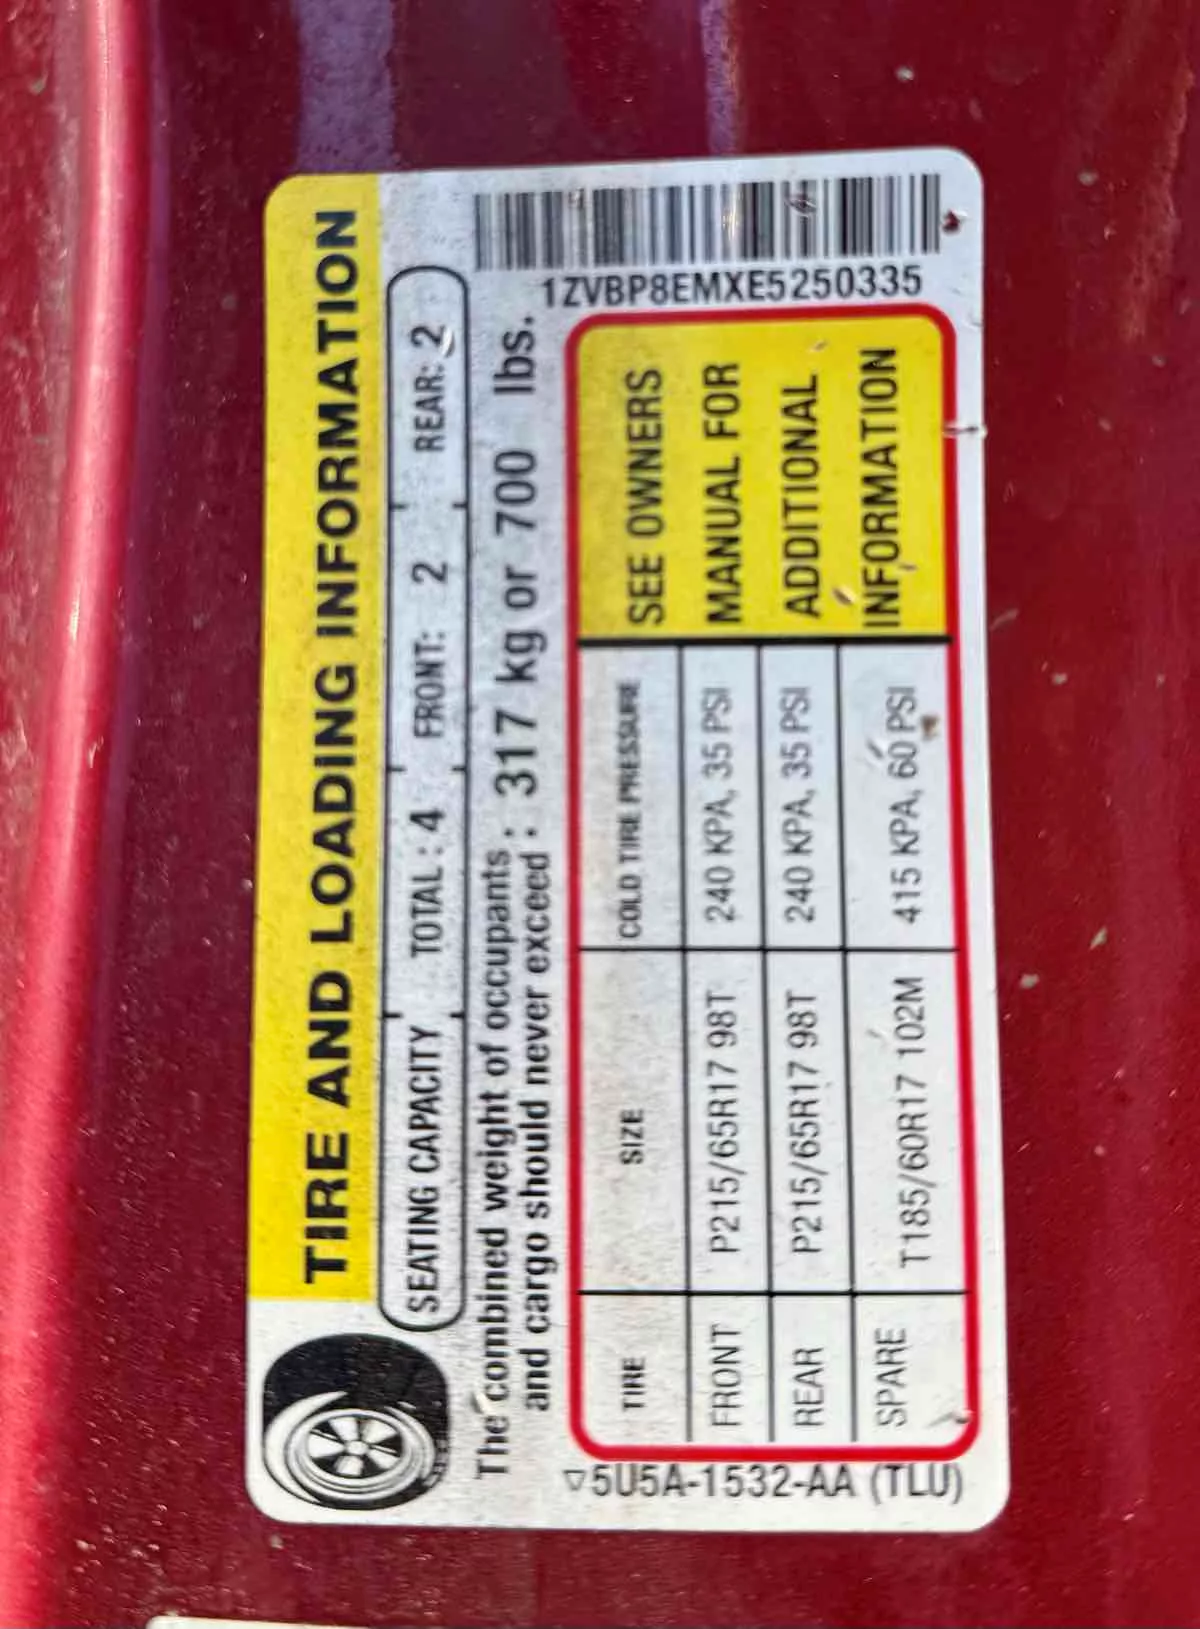 TIRE AND LOADING INFORMATION
SEATING CAPACITY TOTAL : 4 FRONT: 2 REAR: 2
The combined weight of occupants
and cargo should never exceed : 317 kg or 700 lbs.
1ZVBP8EMXE5250335
TIRE SIZE COLD TIRE PRESSURE
FRONT P215/65R17 98T 240 KPA, 35 PSI
REAR P215/65R17 98T 240 KPA, 35 PSI
SPARE T185/60R17 102M 415 KPA, 60 PSI
SEE OWNERS
MANUAL FOR
ADDITIONAL
INFORMATION
▽5U5A-1532-AA (TLU)